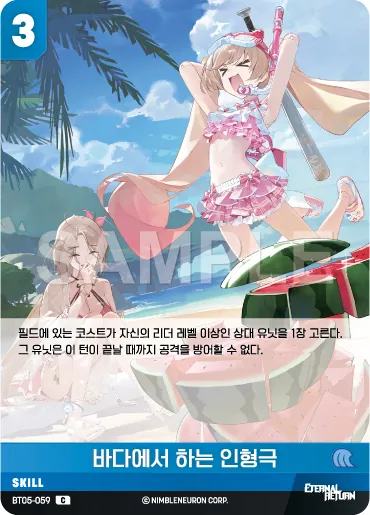 3
SAMPLE
필드에 있는 코스트가 자신의 리더 레벨 이상인 상대 유닛을 1장 고른다.
그 유닛은 이 턴이 끝날 때까지 공격을 방어할 수 없다.
바다에서 하는 인형극
SKILL
BT05-059 C ⓒ NIMBLENEURON CORP. ETERNAL RETURN